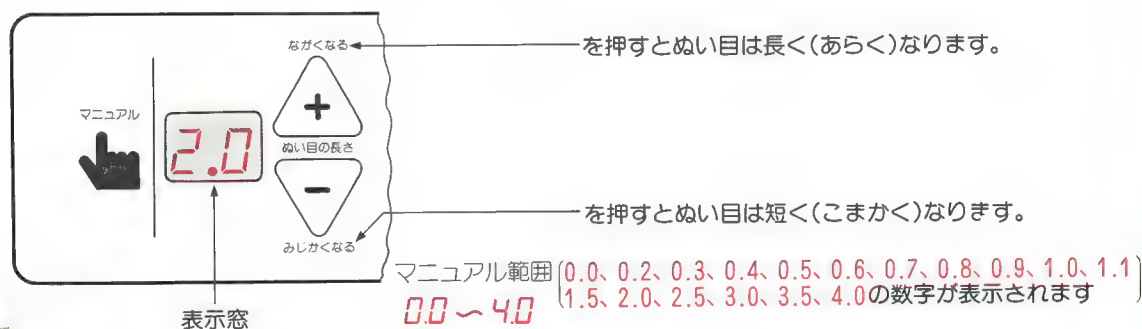 ながくなる
を押すとぬい目は長く(あらく)なります。
マニュアル
2.0
+
ぬい目の長さ
−
を押すとぬい目は短く(こまかく)なりきす。
みじかくなる
マニュアル範囲
0.0、0.2、0.3、0.4、0.5、0.6、0.7、0.8、0.9、1.0、1.1
0.0〜4.0
1.5、2.0、2.5、3.0、3.5、4.0の数字が表示されます
表示窓